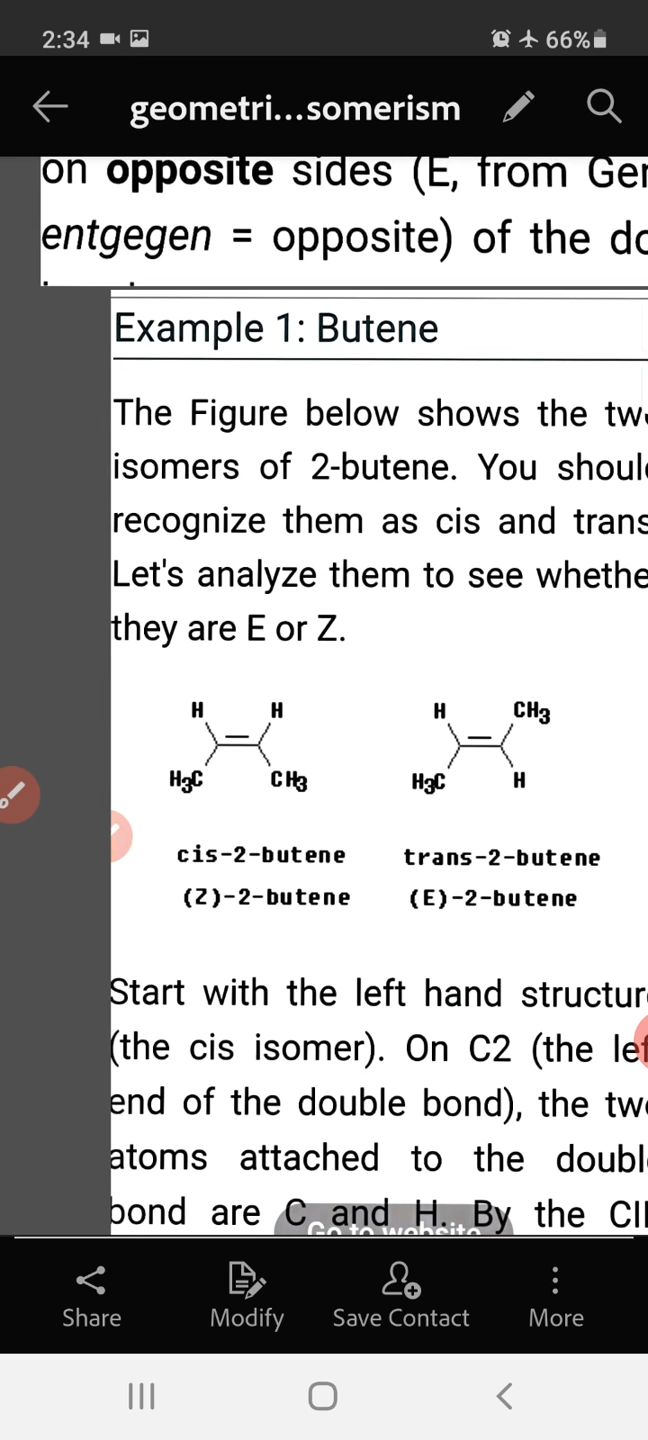 2:34 66%
geometri...somerism
on opposite sides (E, from Ger
entgegen = opposite) of the do
Example 1: Butene
The Figure below shows the tw
isomers of 2-butene. You shoul
recognize them as cis and trans
Let's analyze them to see whethe
they are E or Z.
H H H CH3
H3C CH3 H3C H
cis-2-butene trans-2-butene
(Z)-2-butene (E)-2-butene
Start with the left hand structur
(the cis isomer). On C2 (the lef
end of the double bond), the tw
atoms attached to the doubl
bond are C and H. By the CI
Go to website
Share Modify Save Contact More